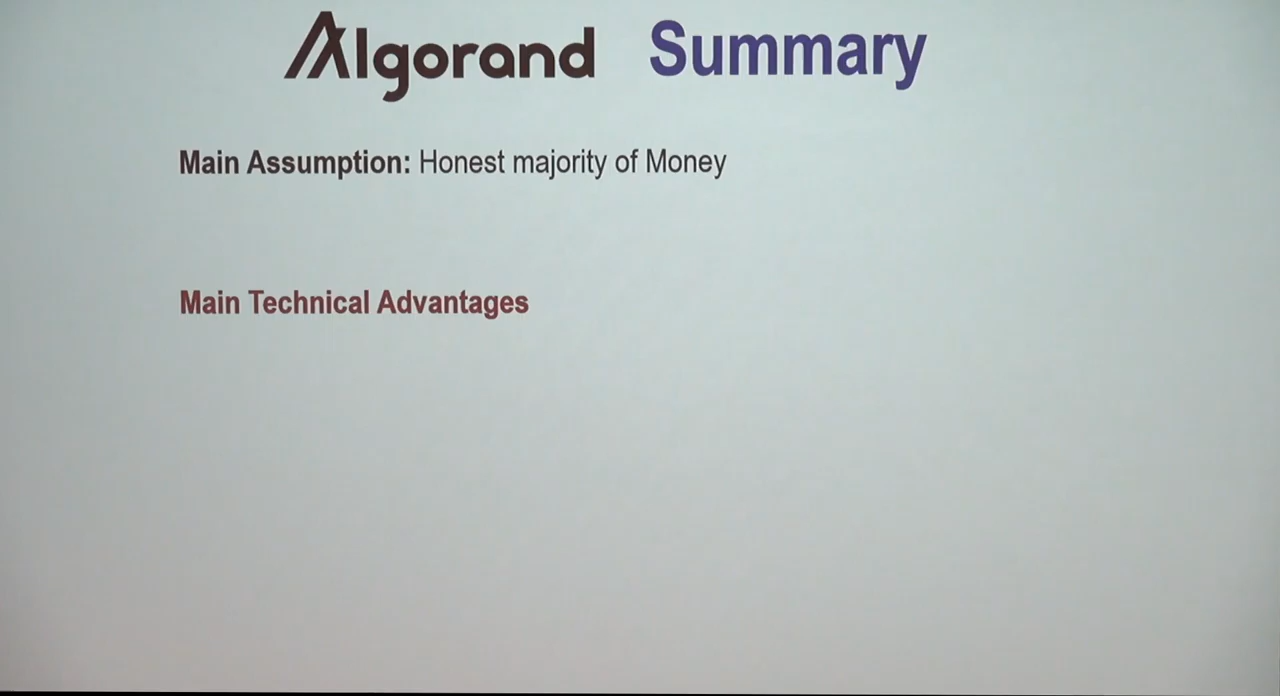 Algorand Summary
Main Assumption: Honest majority of Money
Main Technical Advantages